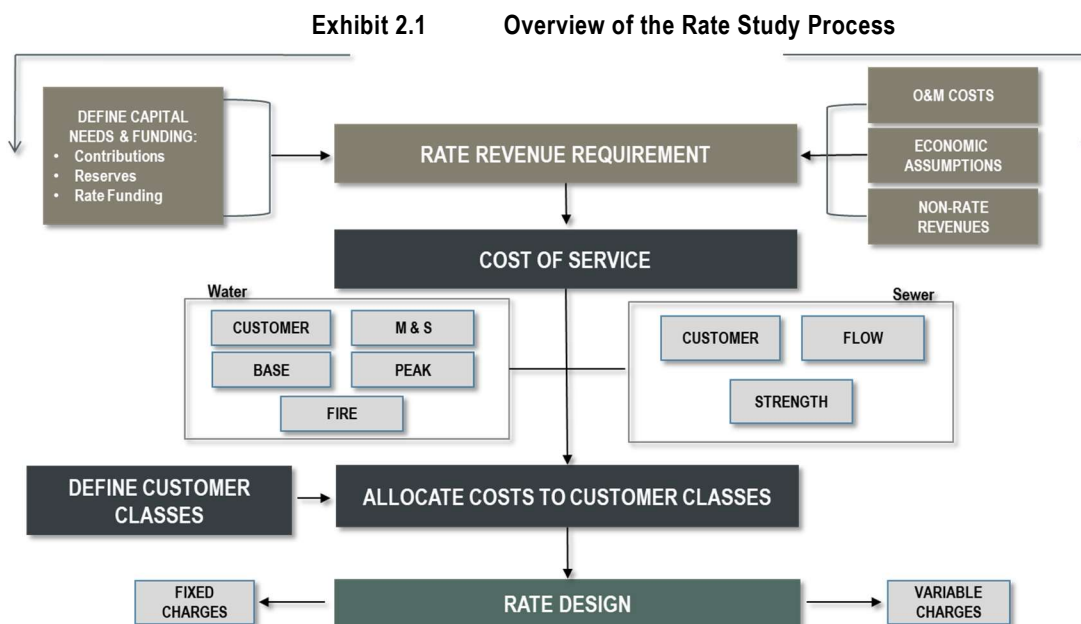 Exhibit 2.1 Overview of the Rate Study Process
DEFINE CAPITAL
NEEDS & FUNDING:
• Contributions
• Reserves
• Rate Funding
RATE REVENUE REQUIREMENT
O&M COSTS
ECONOMIC
ASSUMPTIONS
NON-RATE
REVENUES
COST OF SERVICE
Water
CUSTOMER
M & S
BASE
PEAK
FIRE
Sewer
CUSTOMER
FLOW
STRENGTH
DEFINE CUSTOMER
CLASSES
ALLOCATE COSTS TO CUSTOMER CLASSES
FIXED
CHARGES
RATE DESIGN
VARIABLE
CHARGES